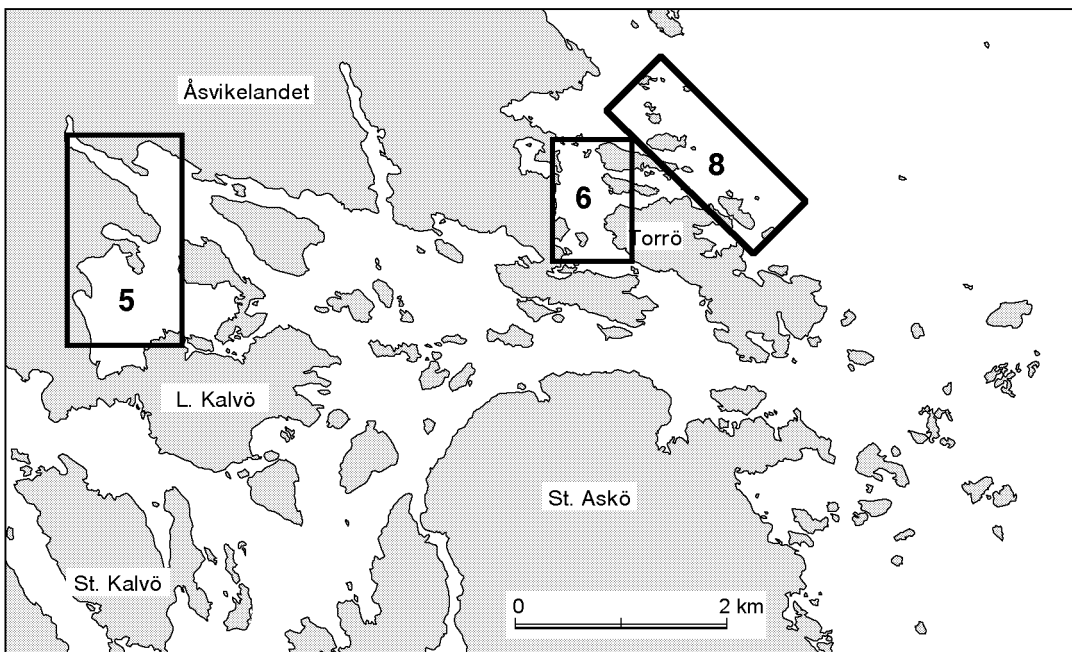 Åsvikelandet
8
6
Torrö
5
L. Kalvö
St. Askö
St. Kalvö
0 2 km